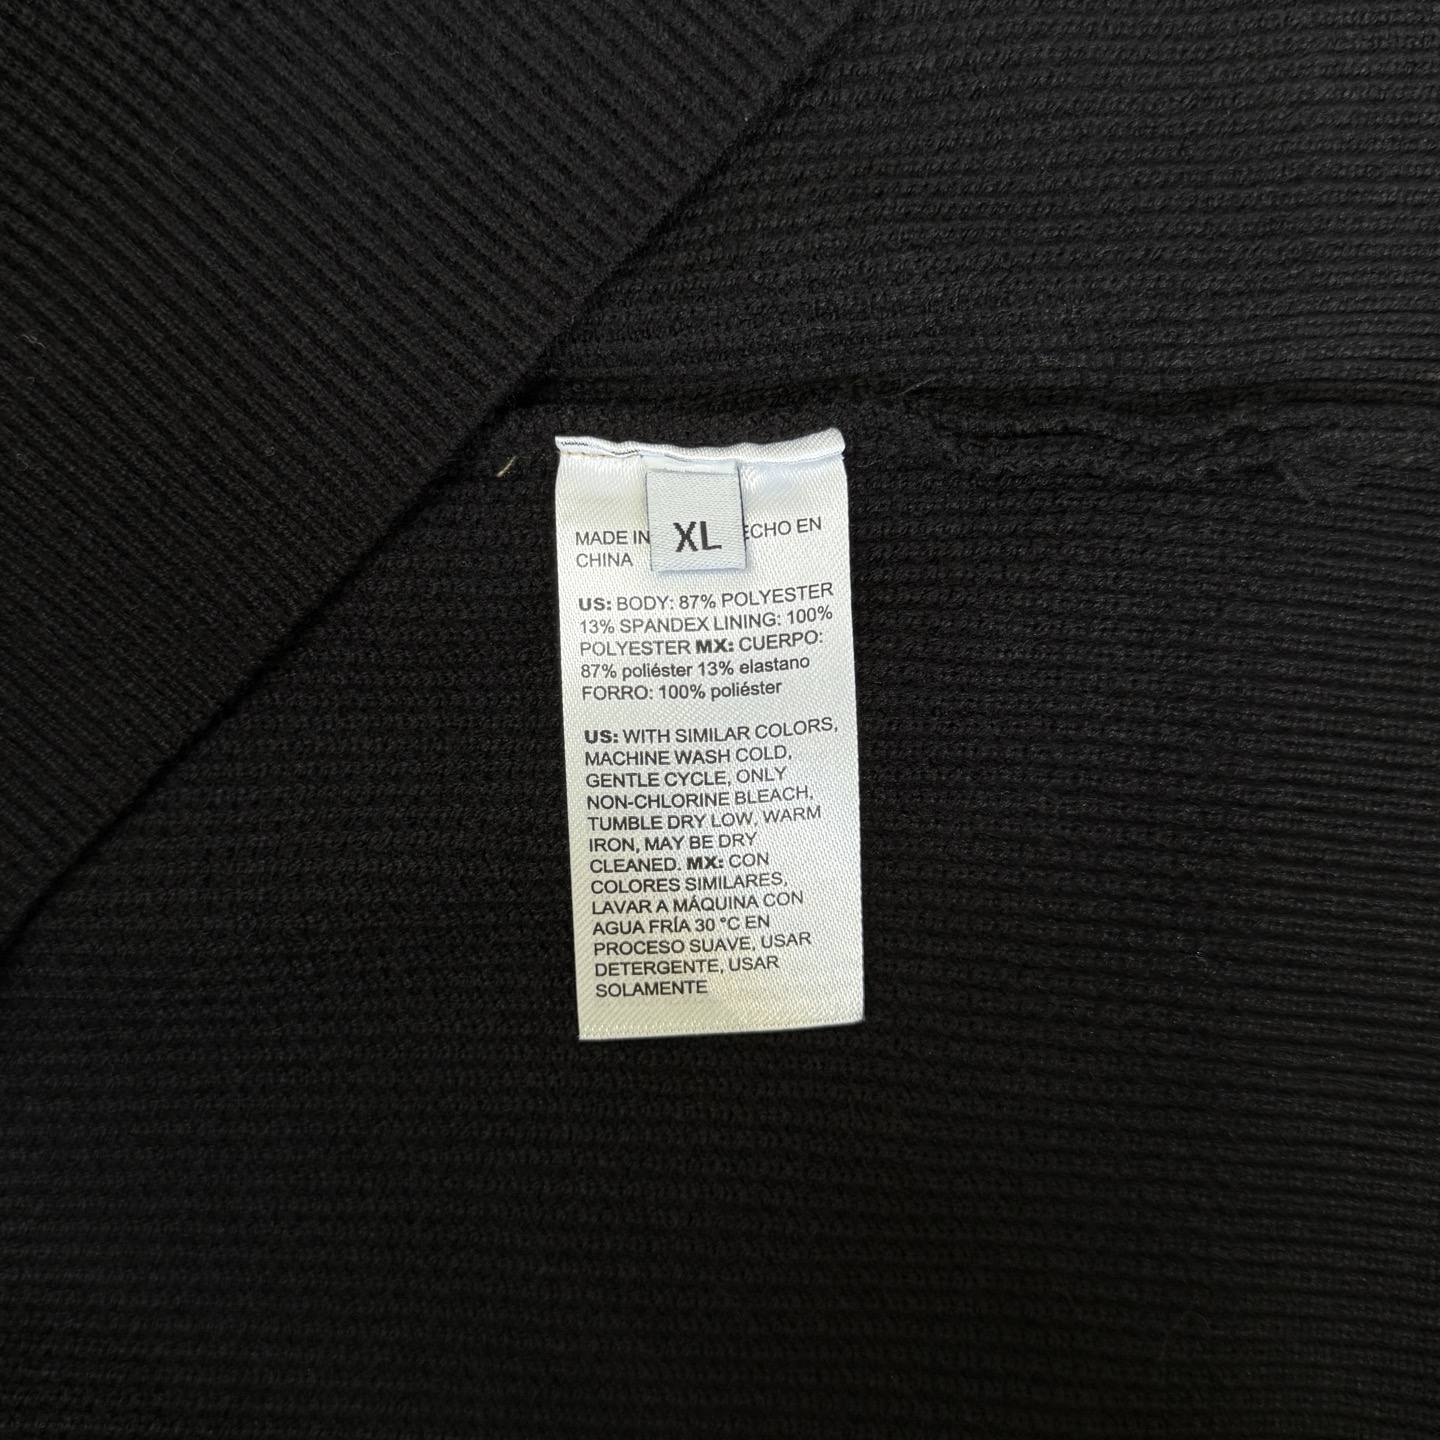 XL
MADE IN ECHO EN
CHINA
US: BODY: 87% POLYESTER
13% SPANDEX LINING: 100%
POLYESTER MX: CUERPO:
87% poliéster 13% elastano
FORRO: 100% poliéster
US: WITH SIMILAR COLORS,
MACHINE WASH COLD,
GENTLE CYCLE, ONLY
NON-CHLORINE BLEACH,
TUMBLE DRY LOW, WARM
IRON, MAY BE DRY
CLEANED. MX: CON
COLORES SIMILARES,
LAVAR A MÁQUINA CON
AGUA FRÍA 30 °C EN
PROCESO SUAVE, USAR
DETERGENTE, USAR
SOLAMENTE